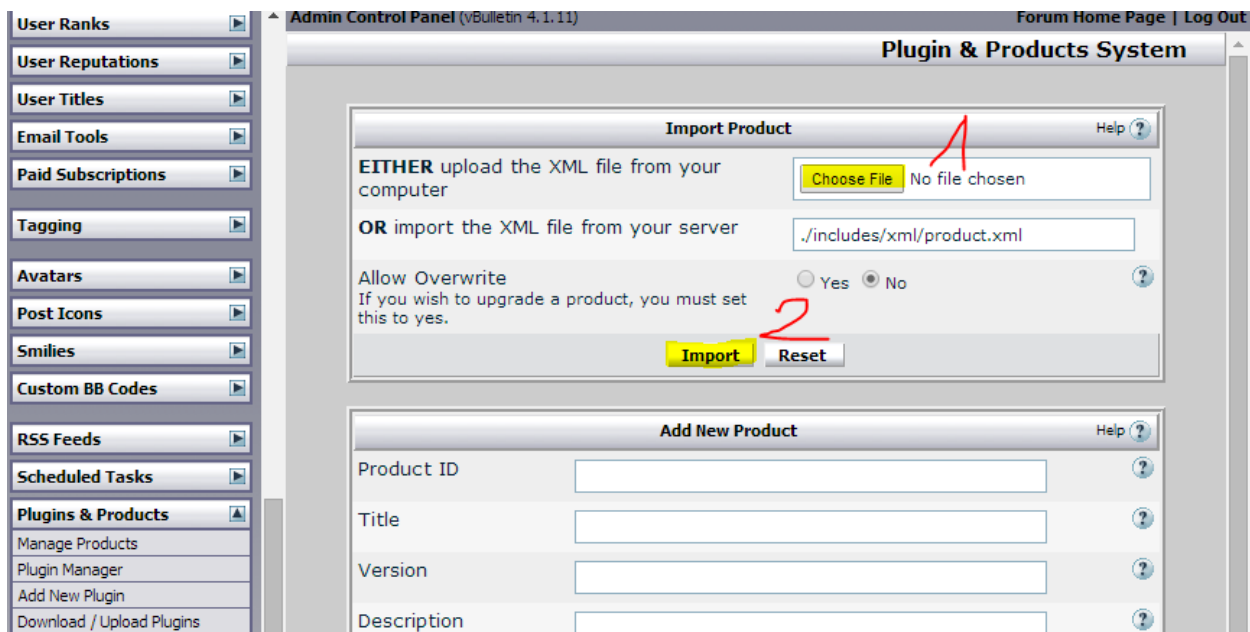 Admin Control Panel (vBulletin 4.1.11)
Forum Home Page | Log Out
User Ranks
User Reputations
User Titles
Email Tools
Paid Subscriptions
Tagging
Avatars
Post Icons
Smilies
Custom BB Codes
RSS Feeds
Scheduled Tasks
Plugins & Products
Manage Products
Plugin Manager
Add New Plugin
Download / Upload Plugins
Plugin & Products System
Import Product
Help ?
1
EITHER upload the XML file from your
computer
Choose File No file chosen
OR import the XML file from your server
./includes/xml/product.xml
Allow Overwrite
If you wish to upgrade a product, you must set
this to yes.
Yes No
?
2
Import Reset
Add New Product
Help ?
Product ID
?
Title
?
Version
?
Description
?